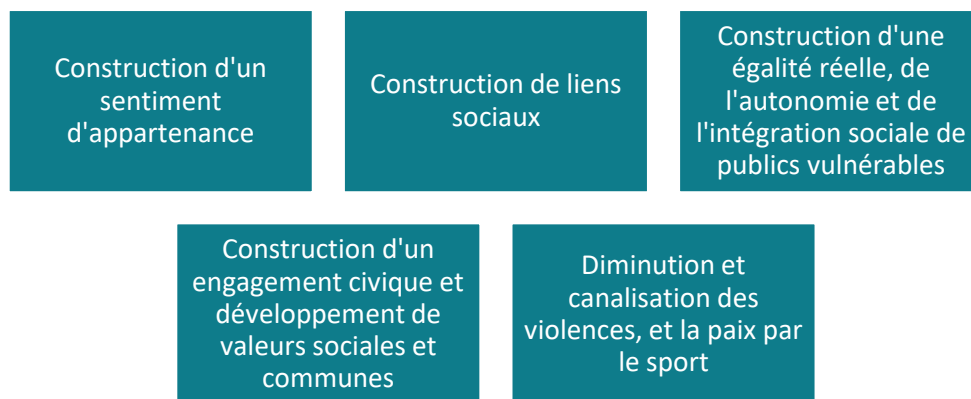 Construction d'un
sentiment
d'appartenance
Construction de liens
sociaux
Construction d'une
égalité réelle, de
l'autonomie et de
l'intégration sociale de
publics vulnérables
Construction d'un
engagement civique et
développement de
valeurs sociales et
communes
Diminution et
canalisation des
violences, et la paix par
le sport